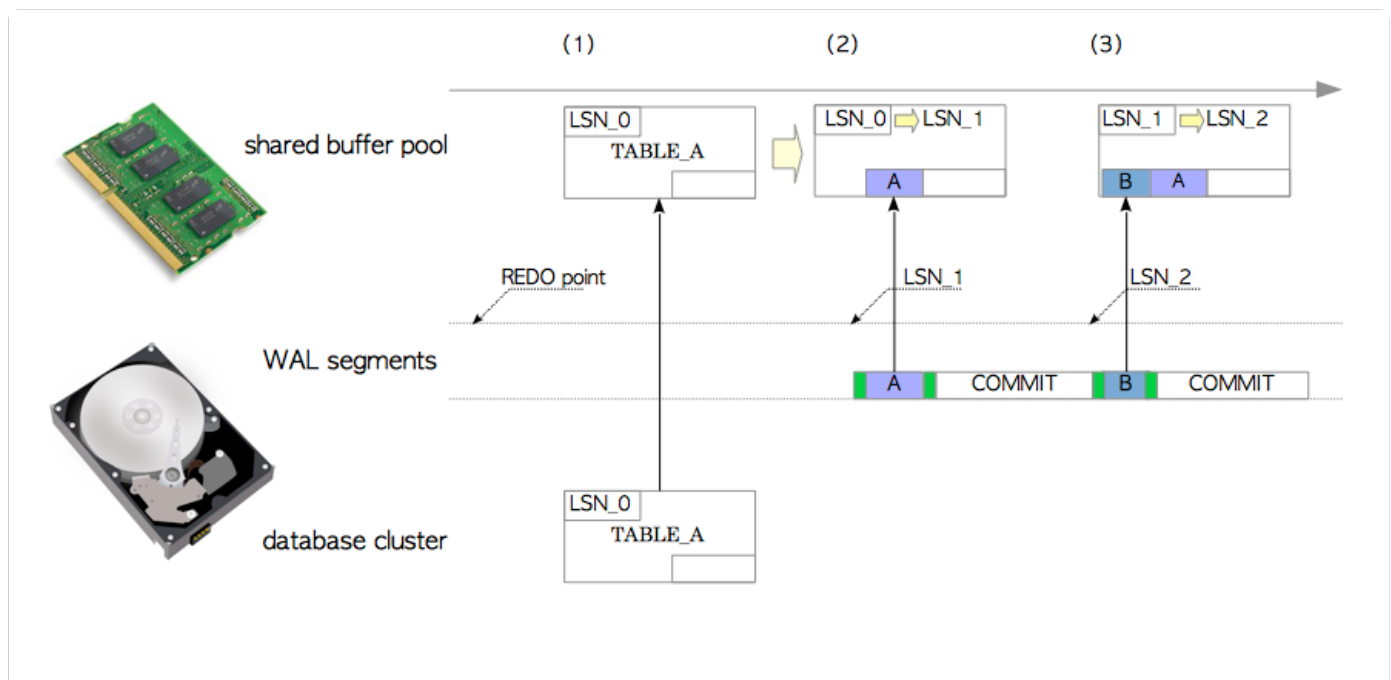 (1) (2) (3)
LSN_0 LSN_0 LSN_1 LSN_1 LSN_2
shared buffer pool TABLE_A
A B A
REDO point LSN_1 LSN_2
WAL segments
A COMMIT B COMMIT
LSN_0
TABLE_A
database cluster